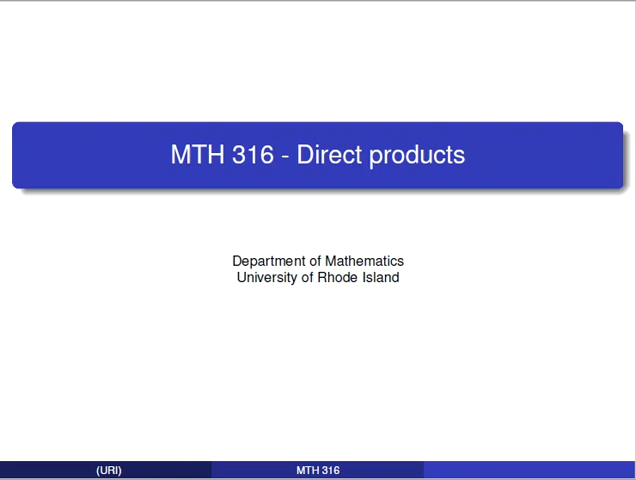 MTH 316 - Direct products
Department of Mathematics
University of Rhode Island
(URI)
MTH 316